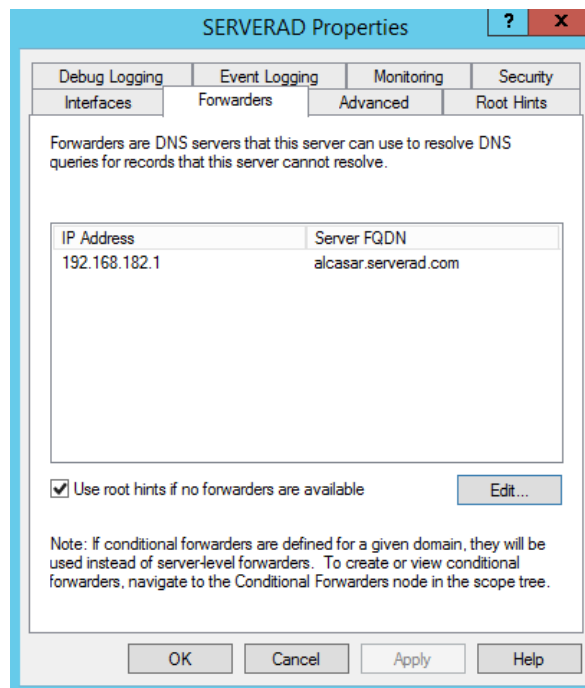 SERVERAD Properties
?
x
Debug Logging
Event Logging
Monitoring
Security
Interfaces
Forwarders
Advanced
Root Hints
Forwarders are DNS servers that this server can use to resolve DNS
queries for records that this server cannot resolve.
IP Address
Server FQDN
192.168.182.1
alcasar.serverad.com
Use root hints if no forwarders are available
Edit...
Note: If conditional forwarders are defined for a given domain, they will be
used instead of server-level forwarders. To create or view conditional
forwarders, navigate to the Conditional Forwarders node in the scope tree.
OK
Cancel
Apply
Help